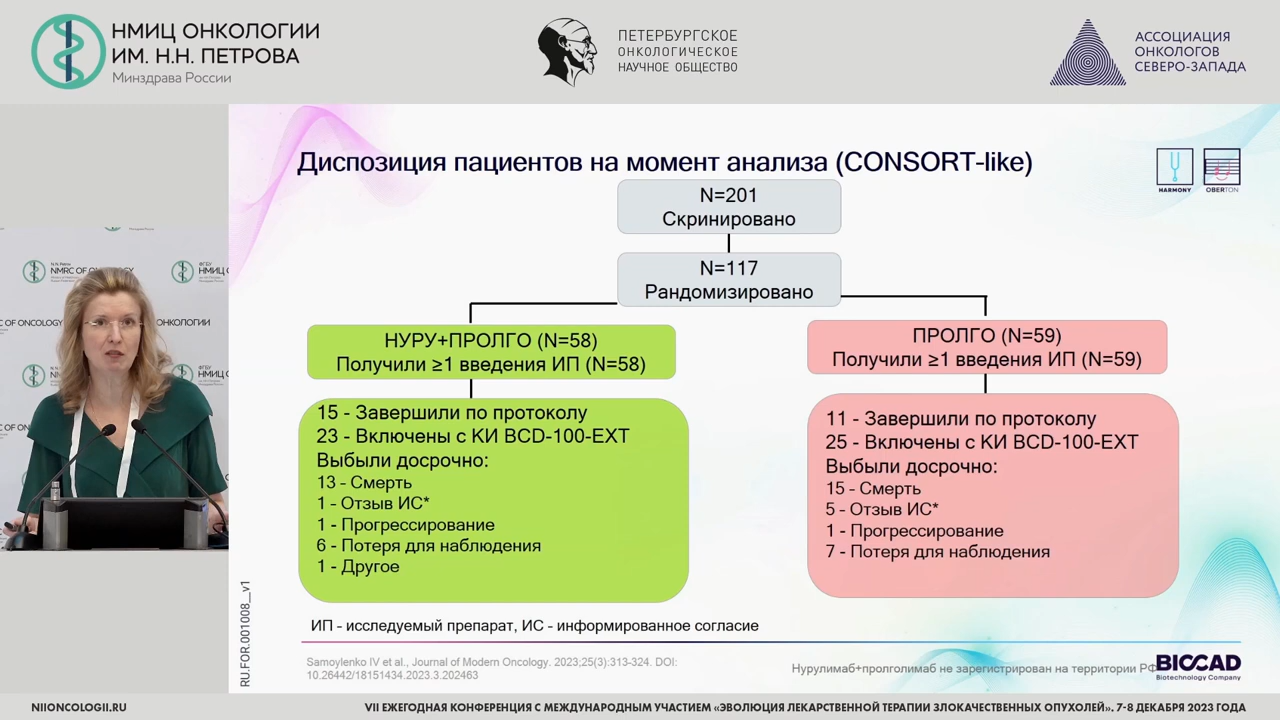 НМИЦ ОНКОЛОГИИ
ИМ. Н.Н. ПЕТРОВА
Минздрава России
ПЕТЕРБУРГСКОЕ
ОНКОЛОГИЧЕСКОЕ
НАУЧНОЕ ОБЩЕСТВО
АССОЦИАЦИЯ
ОНКОЛОГОВ
СЕВЕРО-ЗАПАДА
Диспозиция пациентов на момент анализа (CONSORT-like)
HARMONY
OBERTON
N=201
Скринировано
N=117
Рандомизировано
НУРУ+ПРОЛГО (N=58)
Получили ≥1 введения ИП (N=58)
ПРОЛГО (N=59)
Получили ≥1 введения ИП (N=59)
15 - Завершили по протоколу
23 - Включены с КИ BCD-100-EXT
Выбыли досрочно:
13 – Смерть
1 – Отзыв ИС*
1 - Прогрессирование
6 - Потеря для наблюдения
1 - Другое
11 - Завершили по протоколу
25 - Включены с КИ BCD-100-EXT
Выбыли досрочно:
15 – Смерть
5 – Отзыв ИС*
1 - Прогрессирование
7 - Потеря для наблюдения
ИП – исследуемый препарат, ИС – информированное согласие
RU.FOR.001008__v1
Samoylenko IV et al., Journal of Modern Oncology. 2023;25(3):313-324. DOI:
10.26442/18151434.2023.3.202463
Нурулимаб+пролголимаб не зарегистрирован на территории РФ
BIOCAD
Biotechnology Company
NMRC OF ONCOLOGY
НМИЦ О
OF ONCOLOGY
ОНКОЛОГИИ
NIIONCOLOGII.RU
VII ЕЖЕГОДНАЯ КОНФЕРЕНЦИЯ С МЕЖДУНАРОДНЫМ УЧАСТИЕМ «ЭВОЛЮЦИЯ ЛЕКАРСТВЕННОЙ ТЕРАПИИ ЗЛОКАЧЕСТВЕННЫХ ОПУХОЛЕЙ». 7-8 ДЕКАБРЯ 2023 ГОДА